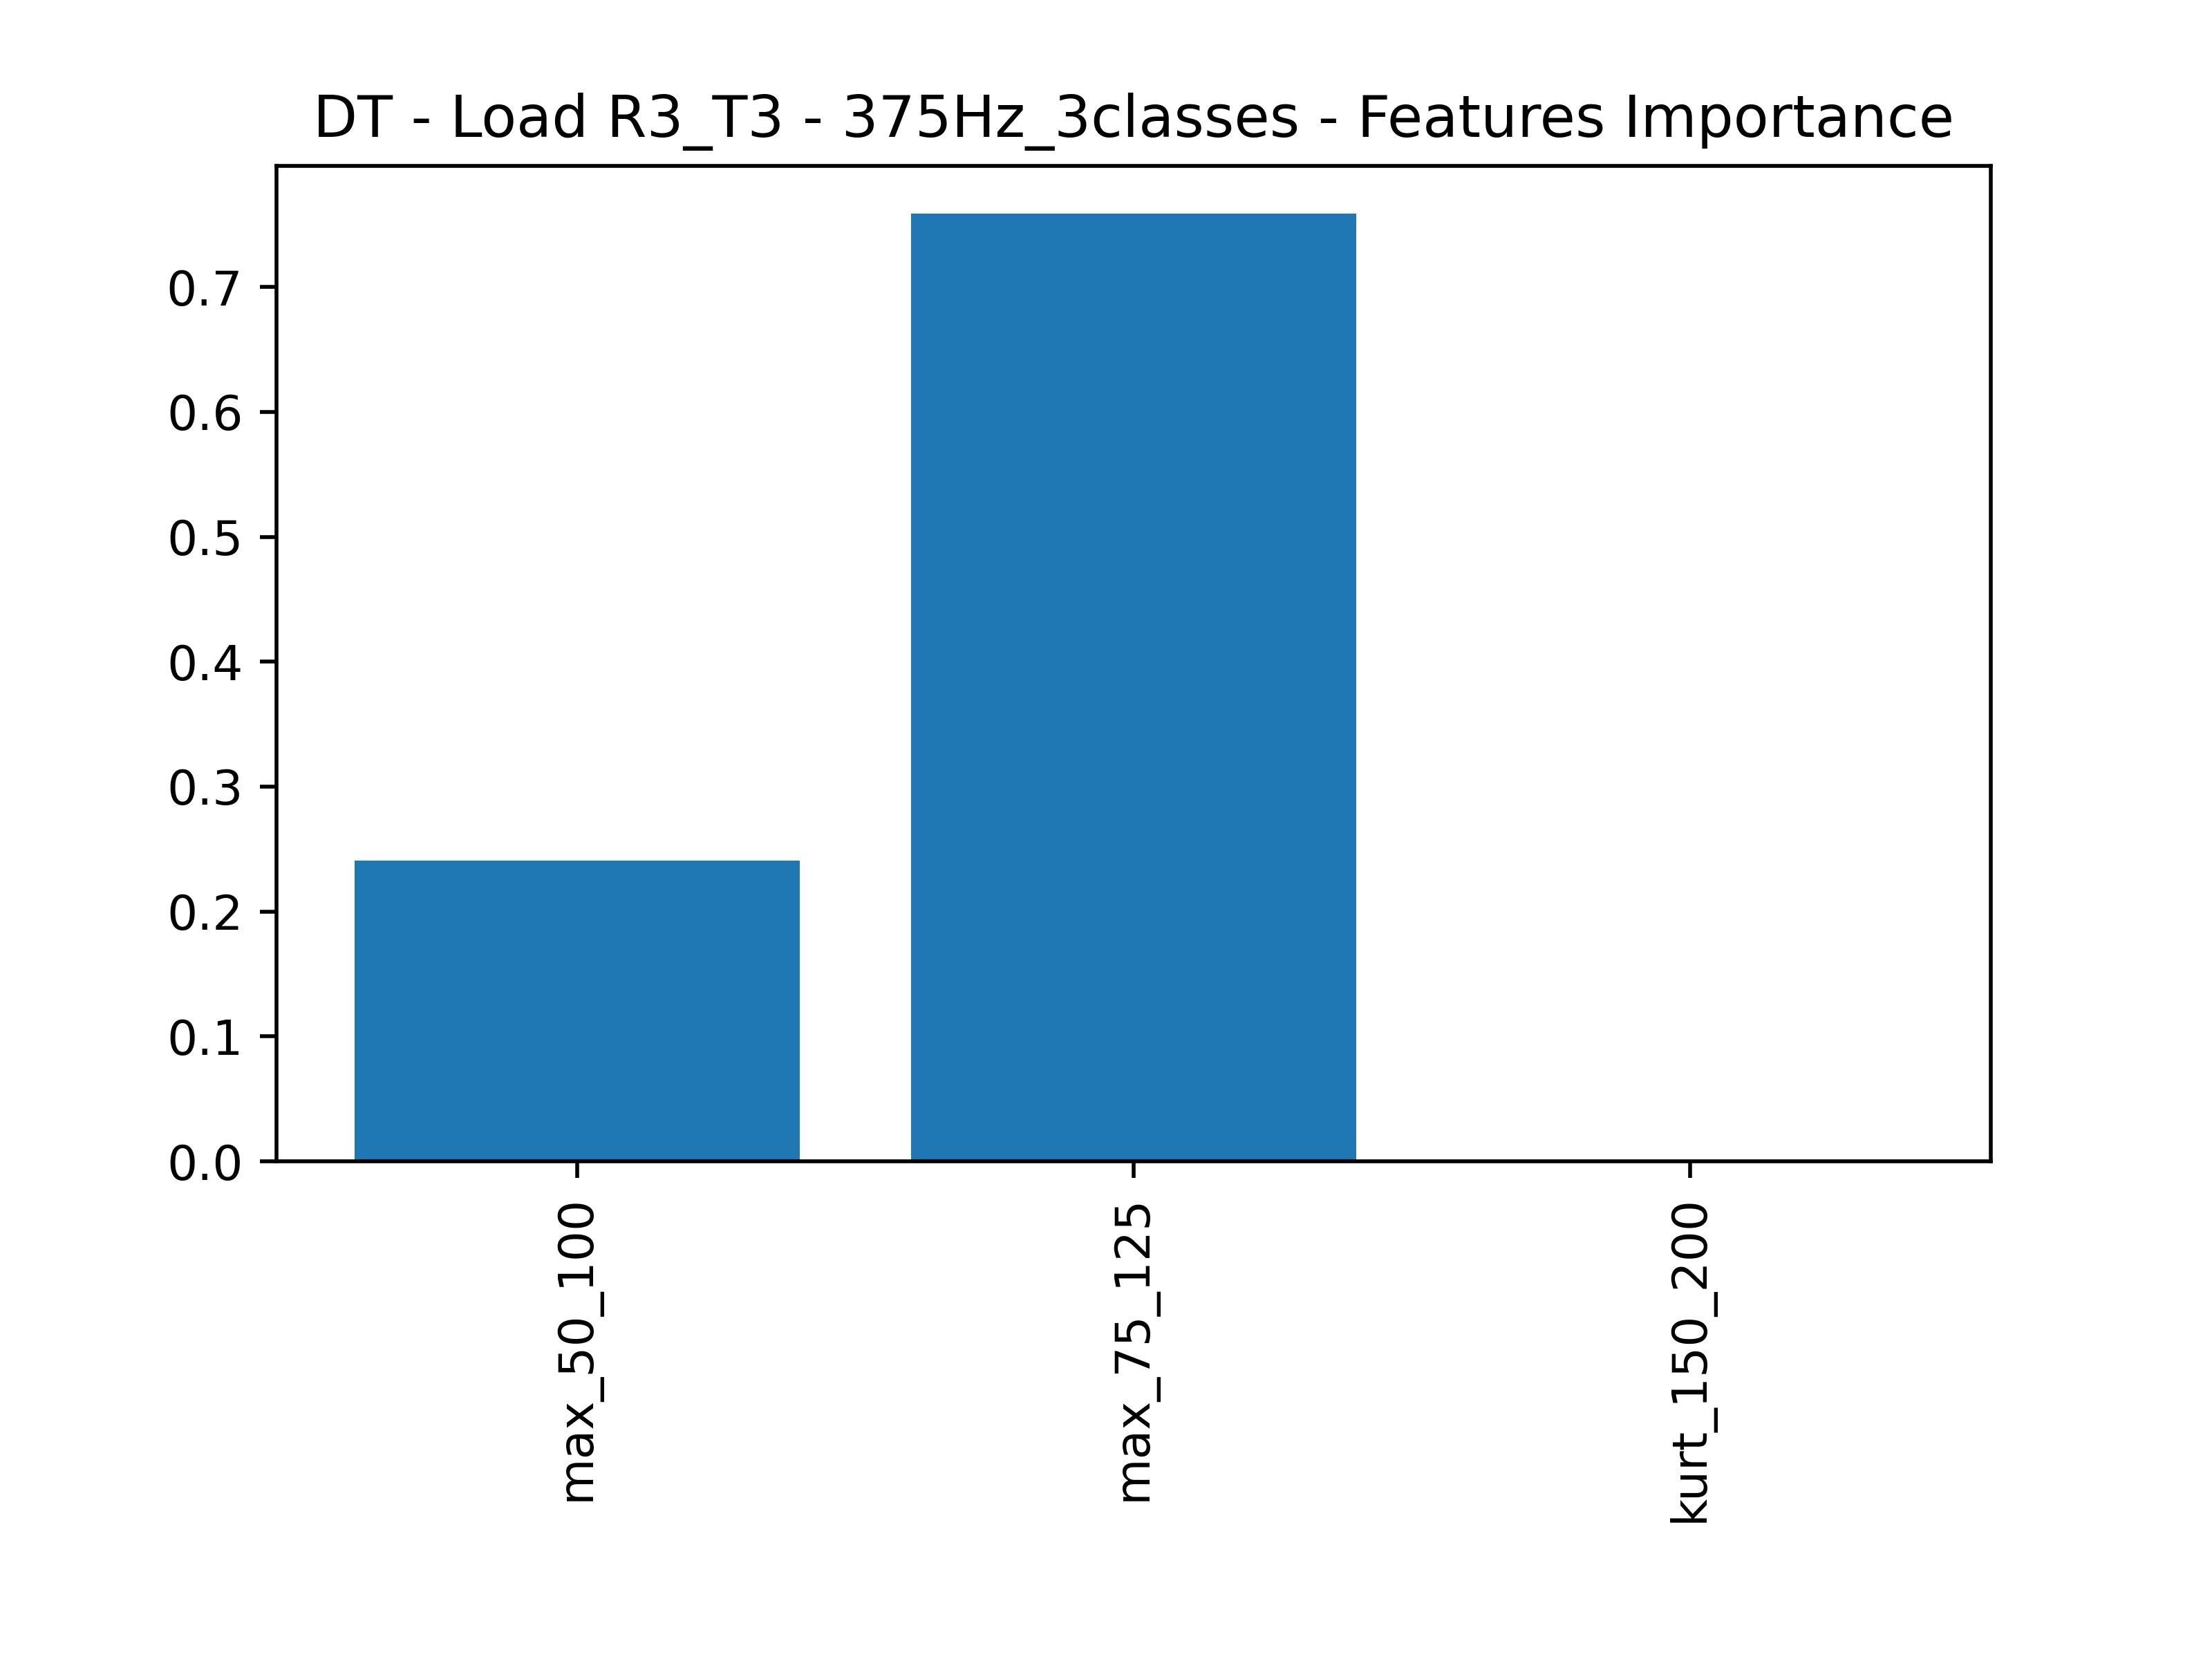 DT - Load R3_T3 - 375Hz_3classes - Features Importance
0.7
0.6
0.5
0.4
0.3
0.2
0.1
0.0
max_50_100
max_75_125
kurt_150_200